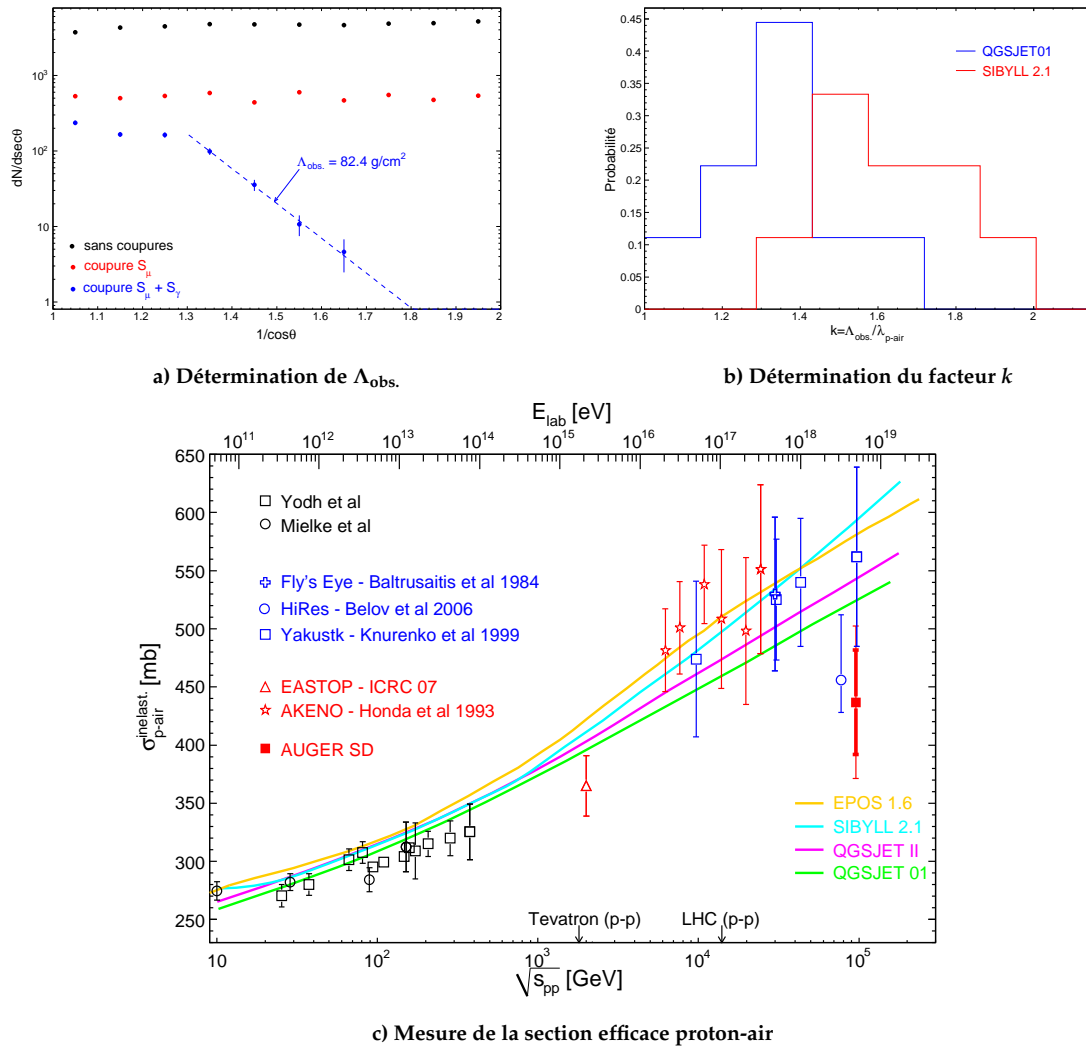 dN/dsecθ
10³
10²
10
1
Λobs. = 82.4 g/cm²
sans coupures
coupure Sμ
coupure Sμ + Sγ
1 1.1 1.2 1.3 1.4 1.5 1.6 1.7 1.8 1.9 2
1/cosθ
a) Détermination de Λobs.
Probabilité
0.45
0.4
0.35
0.3
0.25
0.2
0.15
0.1
0.05
0
QGSJET01
SIBYLL 2.1
1 1.2 1.4 1.6 1.8 2
k=Λobs./λp-air
b) Détermination du facteur k
Elab [eV]
10¹¹ 10¹² 10¹³ 10¹⁴ 10¹⁵ 10¹⁶ 10¹⁷ 10¹⁸ 10¹⁹
σp-air inelast. [mb]
650
600
550
500
450
400
350
300
250
Yodh et al
Mielke et al
Fly's Eye - Baltrusaitis et al 1984
HiRes - Belov et al 2006
Yakustk - Knurenko et al 1999
EASTOP - ICRC 07
AKENO - Honda et al 1993
AUGER SD
EPOS 1.6
SIBYLL 2.1
QGSJET II
QGSJET 01
Tevatron (p-p) LHC (p-p)
10 10² 10³ 10⁴ 10⁵
√spp [GeV]
c) Mesure de la section efficace proton-air